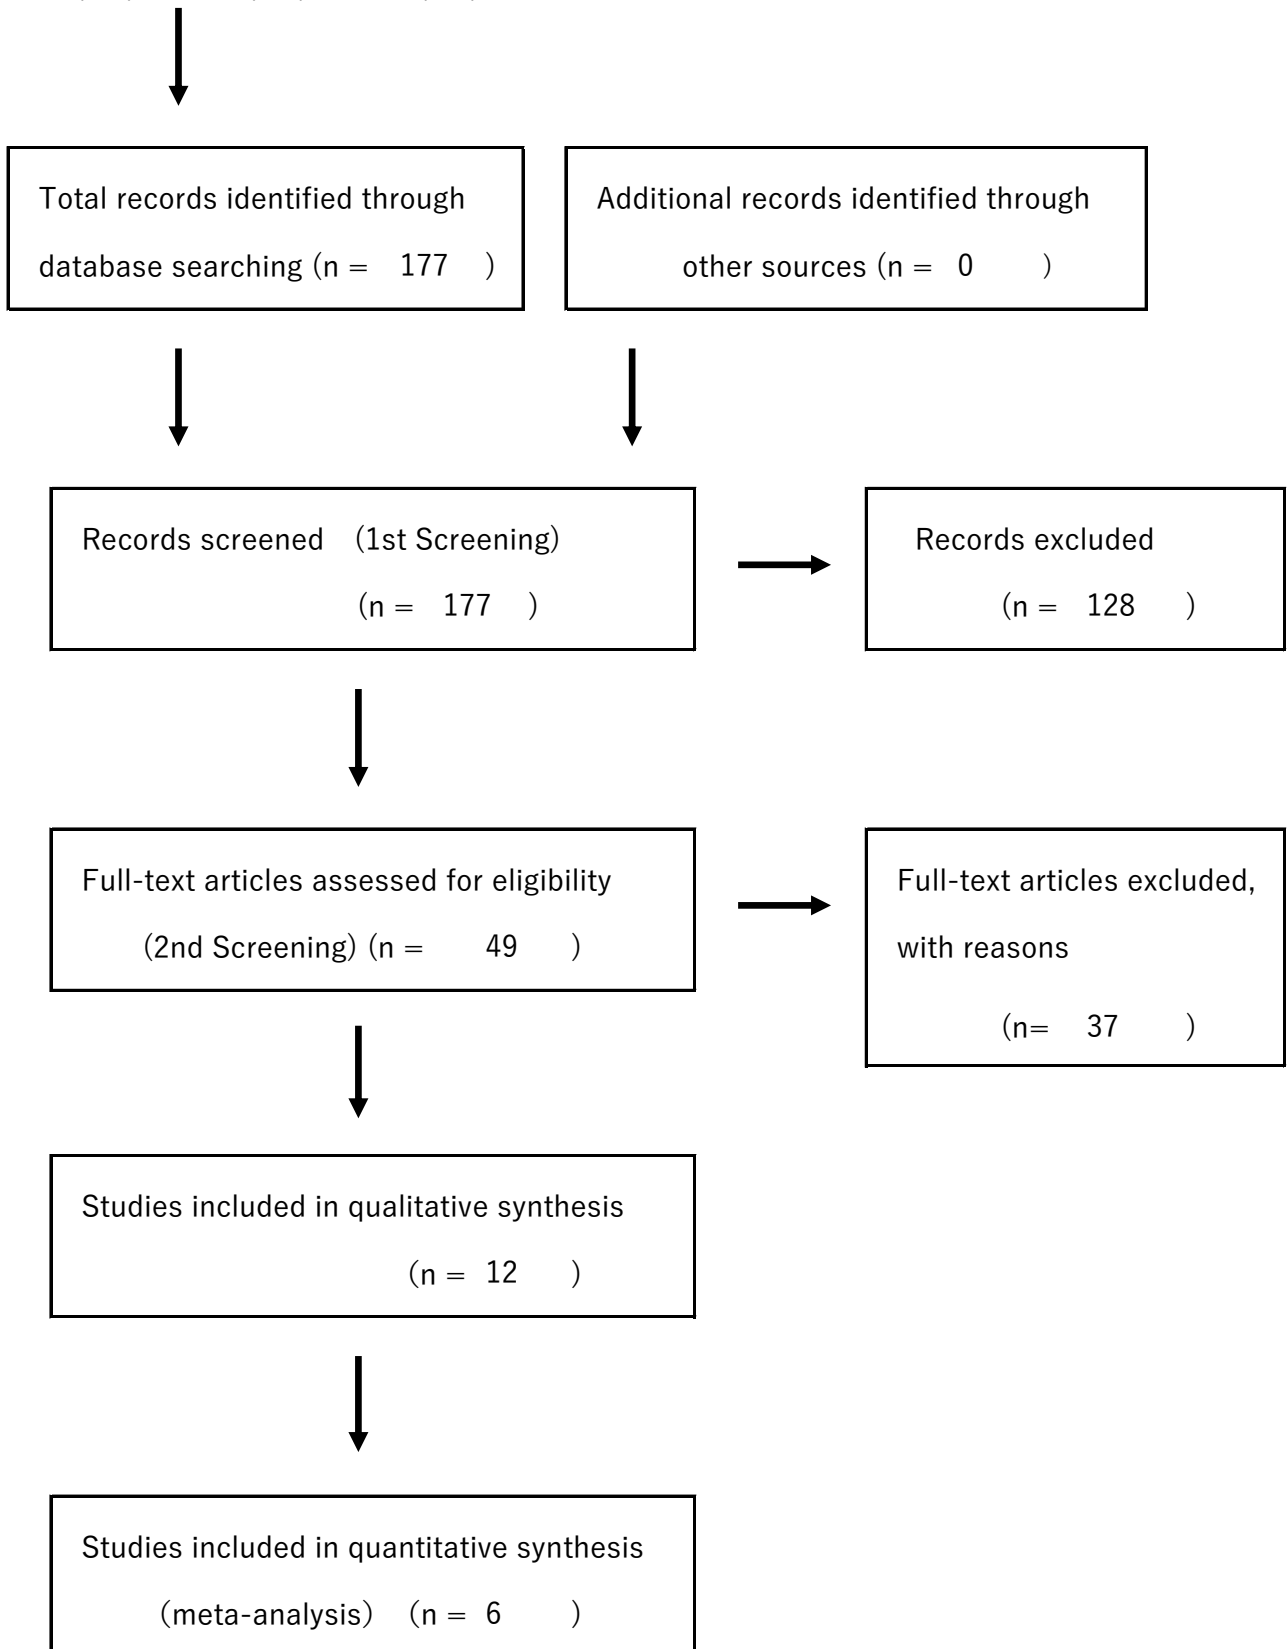 Total records identified through
database searching (n = 177 )
Additional records identified through
other sources (n = 0 )
Records screened (1st Screening)
(n = 177 )
Records excluded
(n = 128 )
Full-text articles assessed for eligibility
(2nd Screening) (n = 49 )
Full-text articles excluded,
with reasons
(n= 37 )
Studies included in qualitative synthesis
(n = 12 )
Studies included in quantitative synthesis
(meta-analysis) (n = 6 )